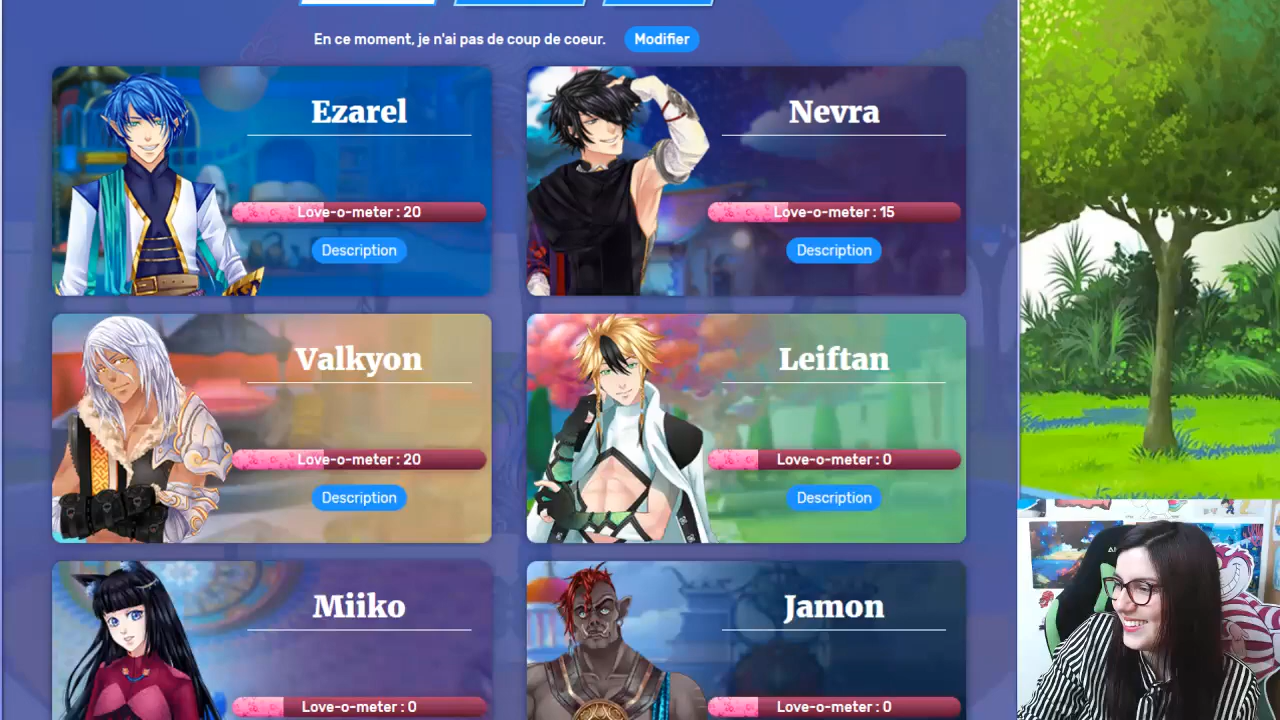 En ce moment, je n'ai pas de coup de coeur. Modifier
Ezarel
Love-o-meter : 20
Description
Nevra
Love-o-meter : 15
Description
Valkyon
Love-o-meter : 20
Description
Leiftan
Love-o-meter : 0
Description
Miiko
Love-o-meter : 0
Jamon
Love-o-meter : 0